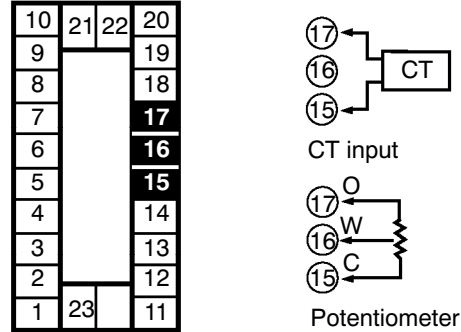 10 21 22 20
9 19
8 18
7 17
6 16
5 15
4 14
3 13
2 12
1 23 11
17
16
15
CT
CT input
17 O
16 W
15 C
Potentiometer